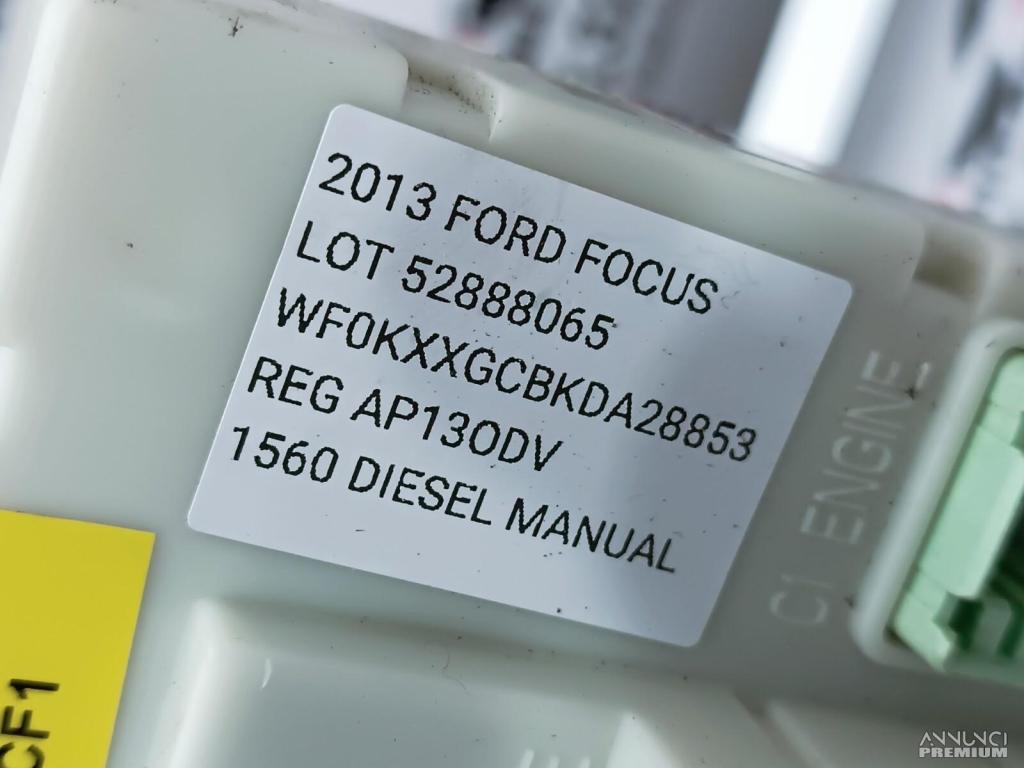 2013 FORD FOCUS
LOT 52888065
WF0KXXGCBKDA28853
REG AP13ODV
1560 DIESEL MANUAL
C1 ENGINE
CF1
ANNUNCI
PREMIUM